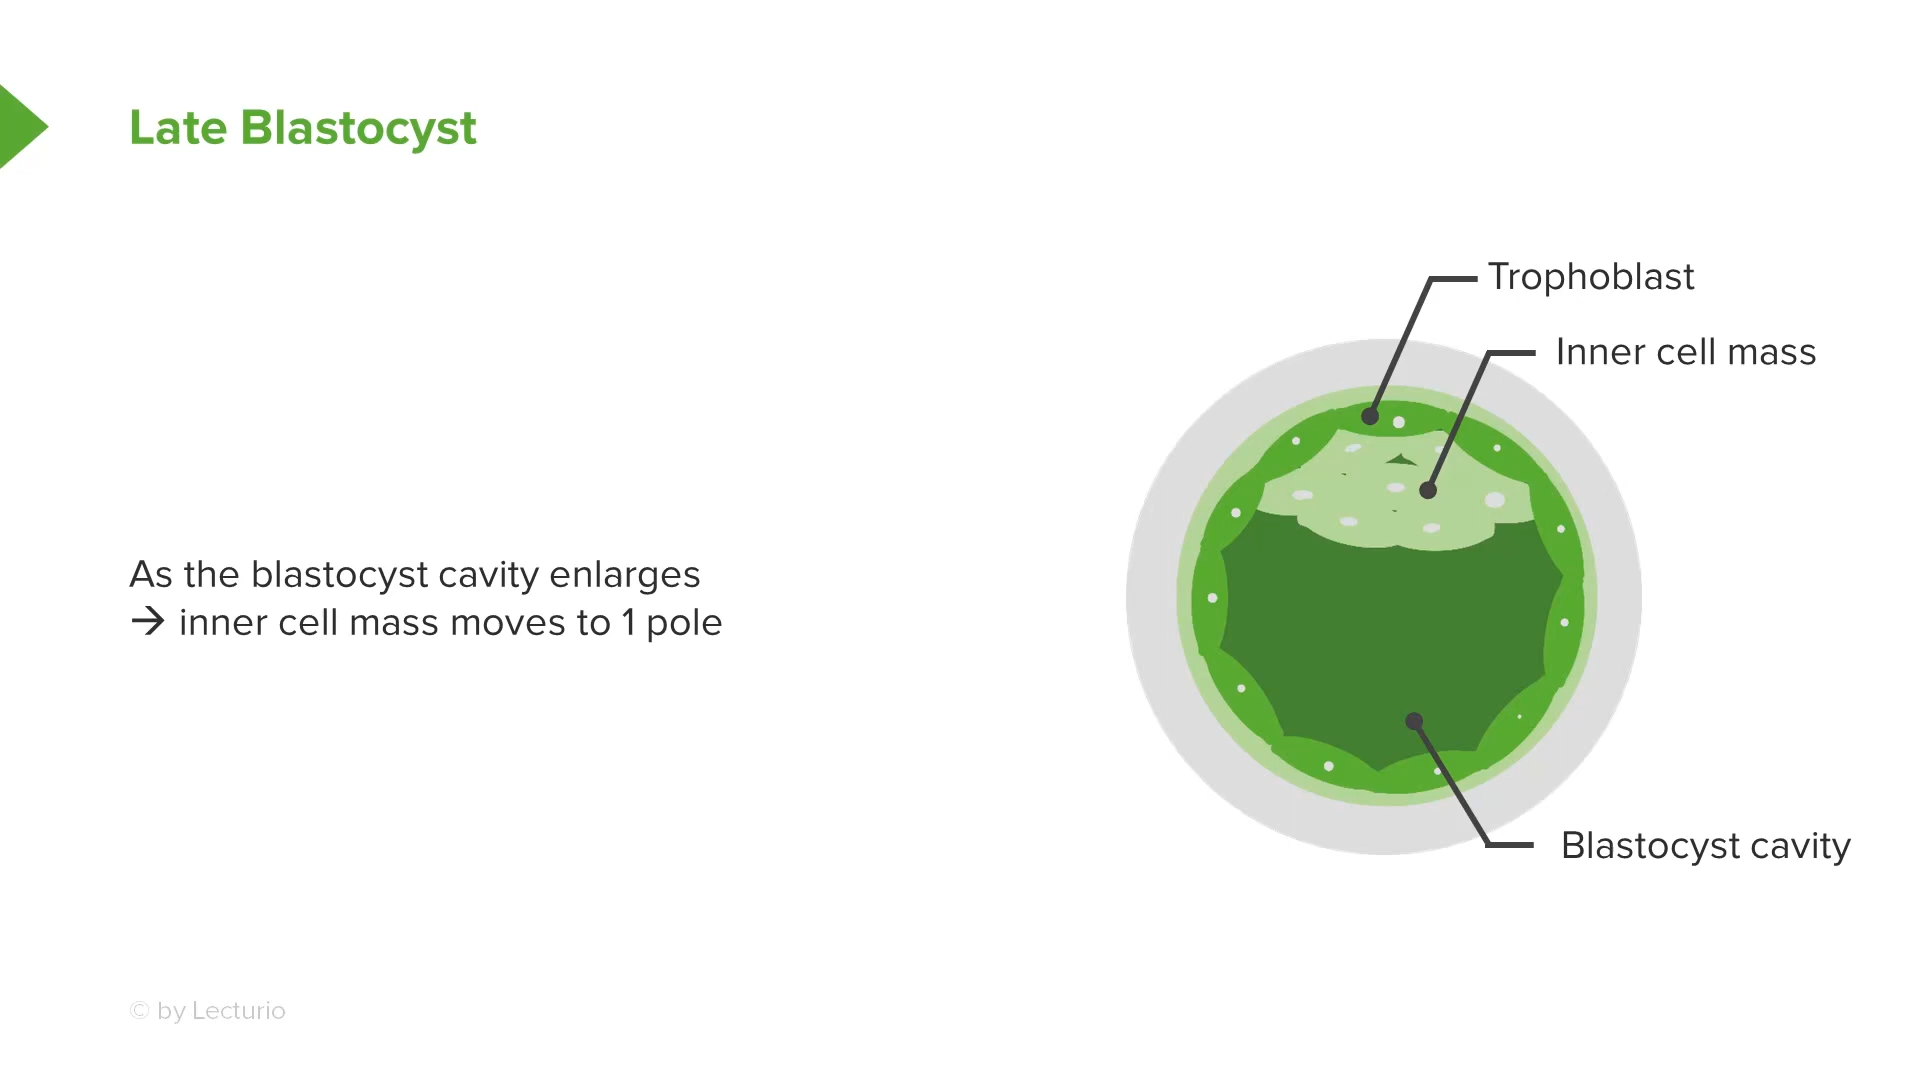 Late Blastocyst
Trophoblast
Inner cell mass
As the blastocyst cavity enlarges
→ inner cell mass moves to 1 pole
Blastocyst cavity
© by Lecturio